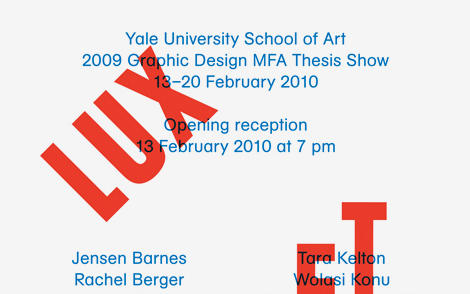 Yale University School of Art
2009 Graphic Design MFA Thesis Show
13–20 February 2010
LUX
Opening reception
13 February 2010 at 7 pm
ET
Jensen Barnes
Rachel Berger
Tara Kelton
Wolasi Konu